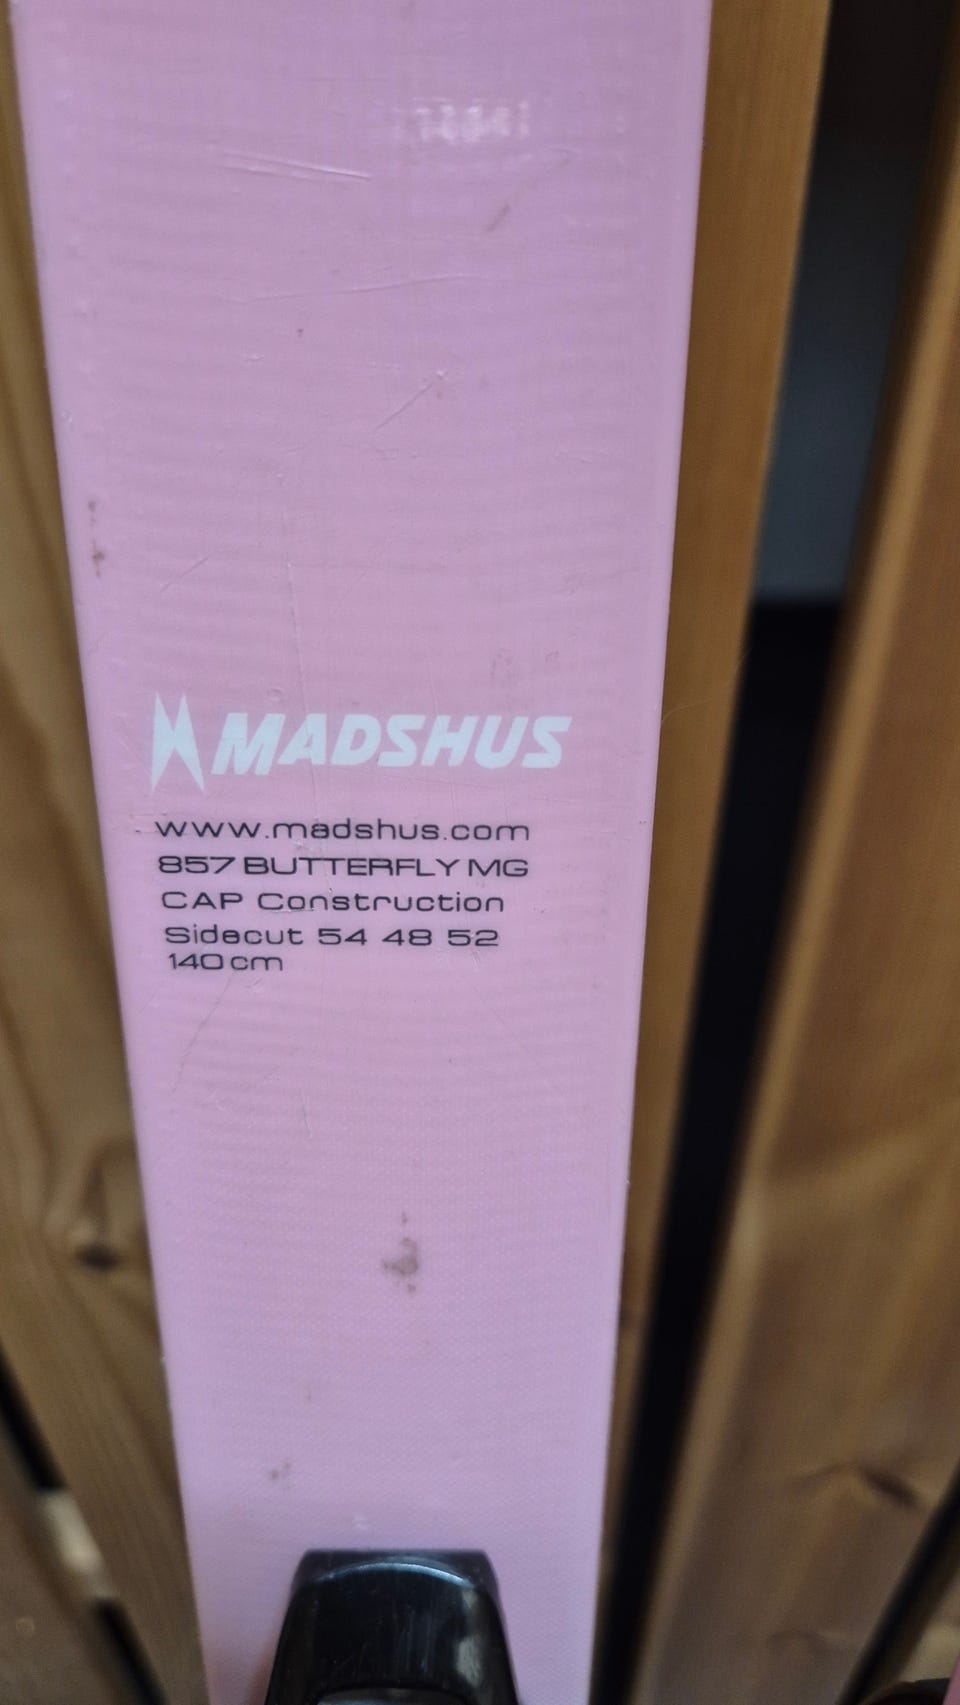 MADSHUS
www.madshus.com
857 BUTTERFLY MG
CAP Construction
Sidecut 54 48 52
140 cm